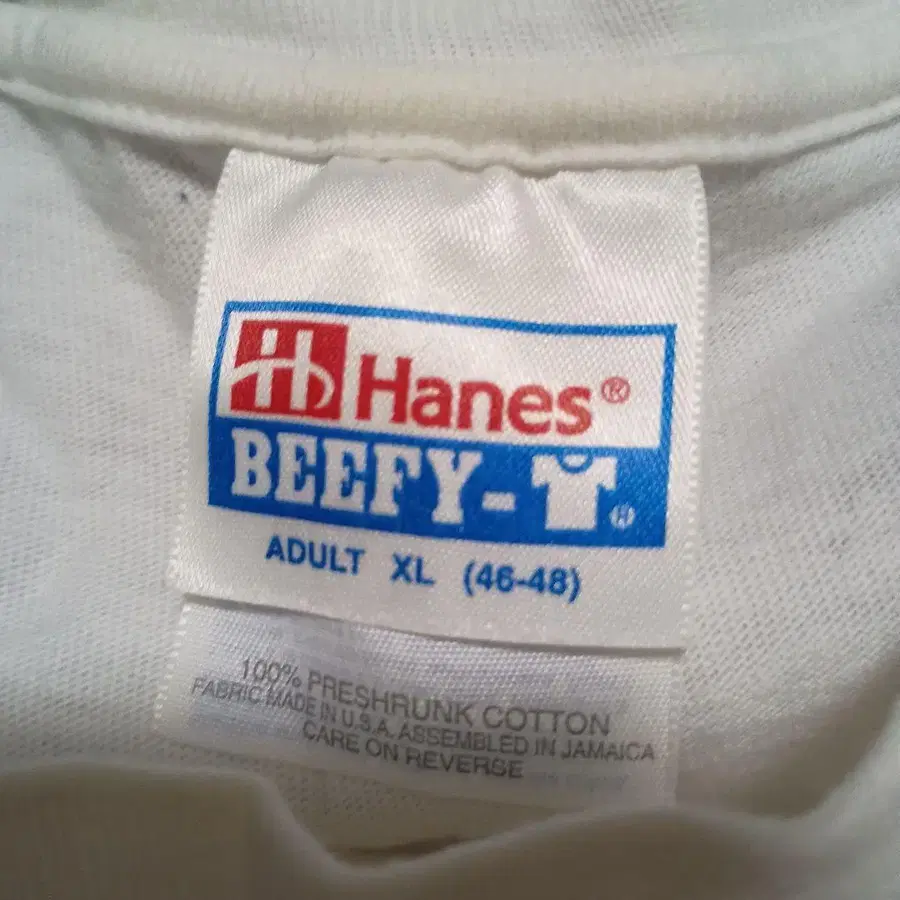 Hanes®
BEEFY-T®
ADULT XL (46-48)
100% PRESHRUNK COTTON
FABRIC MADE IN U.S.A. ASSEMBLED IN JAMAICA
CARE ON REVERSE